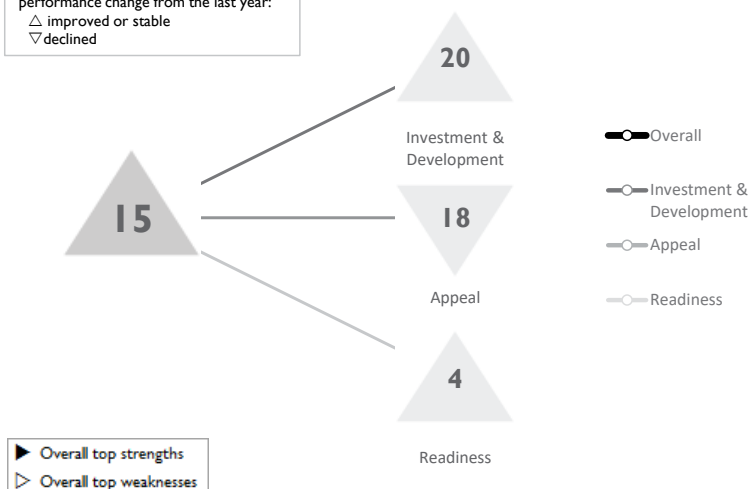 performance change from the last year:
△ improved or stable
▽ declined
20
Investment &
Development
15
18
Appeal
4
Readiness
Overall
Investment &
Development
Appeal
Readiness
▶ Overall top strengths
▷ Overall top weaknesses